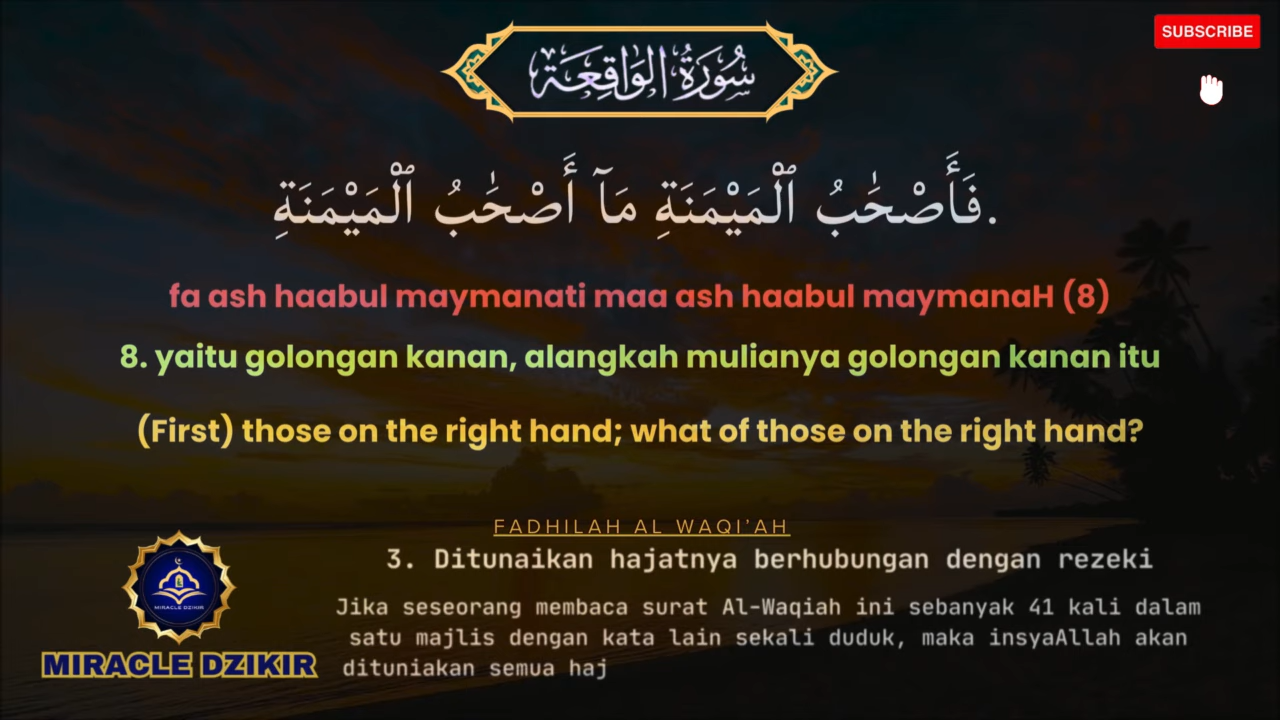 SUBSCRIBE
سُورَةُ الوَاقِعَة
فَأَصْحَٰبُ ٱلْمَيْمَنَةِ مَآ أَصْحَٰبُ ٱلْمَيْمَنَةِ.
fa ash haabul maymanati maa ash haabul maymanaH (8)
8. yaitu golongan kanan, alangkah mulianya golongan kanan itu
(First) those on the right hand; what of those on the right hand?
FADHILAH AL WAQI'AH
3. Ditunaikan hajatnya berhubungan dengan rezeki
Jika seseorang membaca surat Al-Waqiah ini sebanyak 41 kali dalam
satu majlis dengan kata lain sekali duduk, maka insyaAllah akan
dituniakan semua haj
MIRACLE DZIKIR
MIRACLE DZIKIR